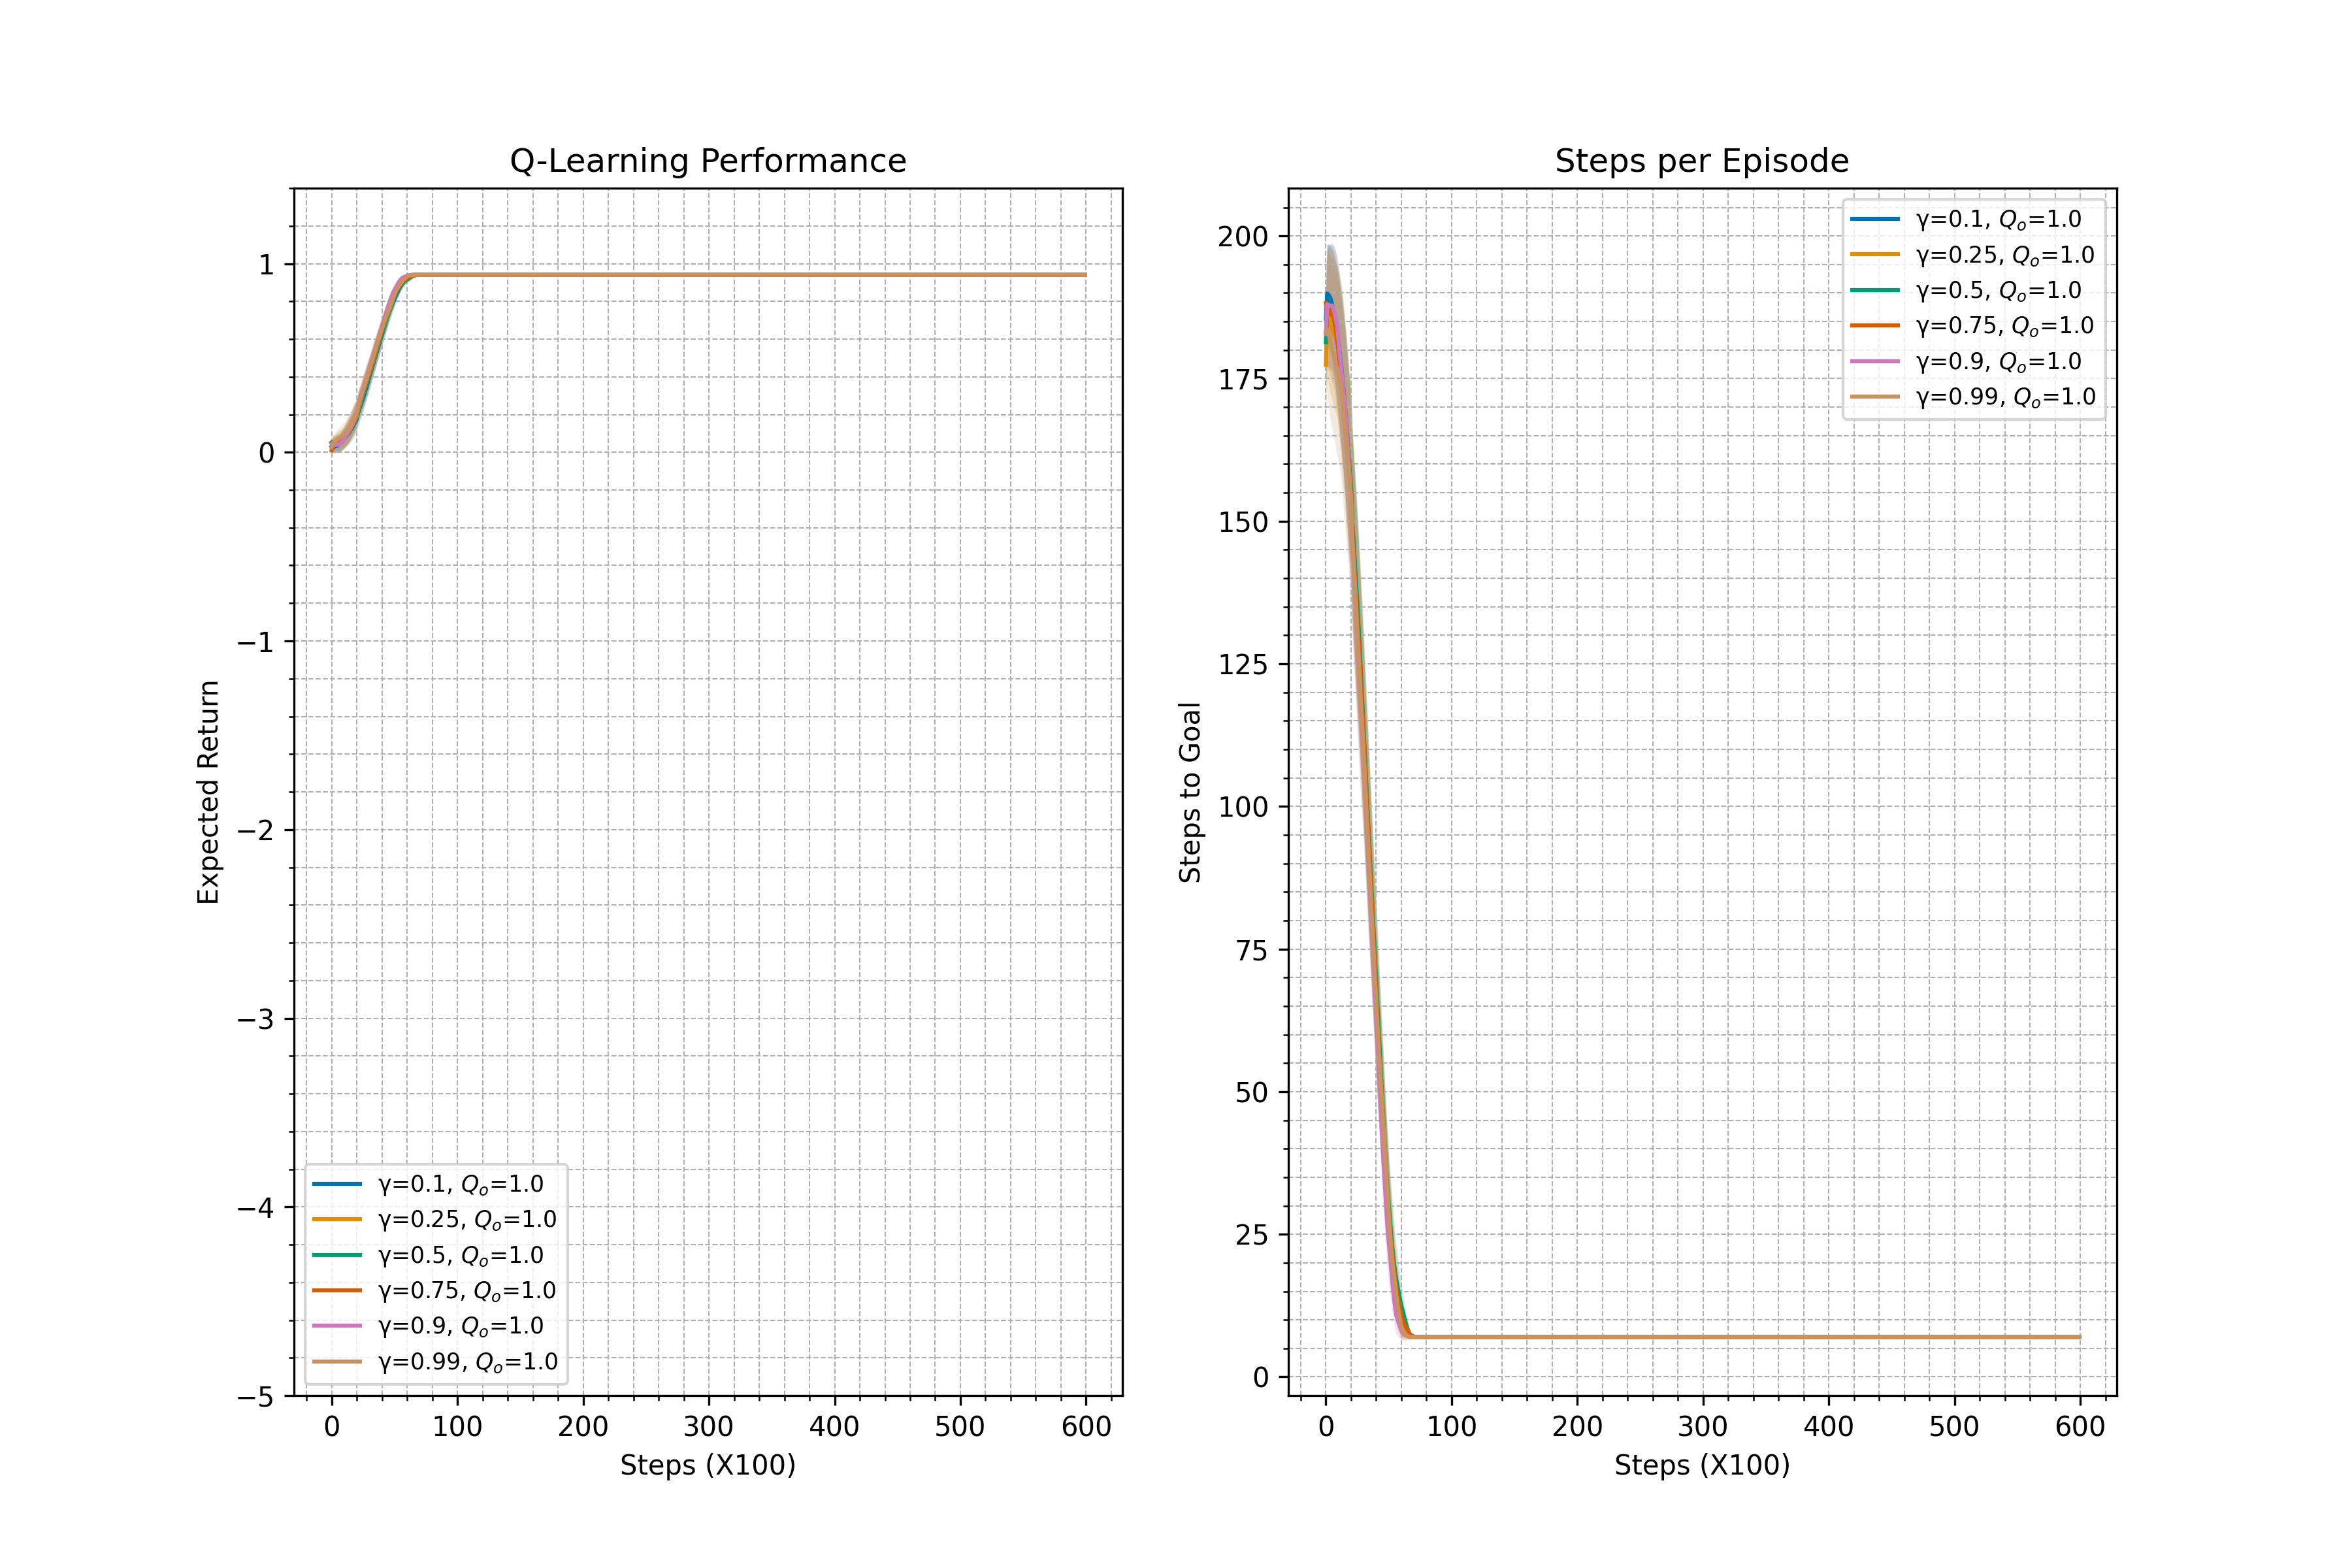 Q-Learning Performance
Expected Return
1
0
−1
−2
−3
−4
−5
0 100 200 300 400 500 600
Steps (X100)
γ=0.1, Qₒ=1.0
γ=0.25, Qₒ=1.0
γ=0.5, Qₒ=1.0
γ=0.75, Qₒ=1.0
γ=0.9, Qₒ=1.0
γ=0.99, Qₒ=1.0
Steps per Episode
Steps to Goal
200
175
150
125
100
75
50
25
0
0 100 200 300 400 500 600
Steps (X100)
γ=0.1, Qₒ=1.0
γ=0.25, Qₒ=1.0
γ=0.5, Qₒ=1.0
γ=0.75, Qₒ=1.0
γ=0.9, Qₒ=1.0
γ=0.99, Qₒ=1.0